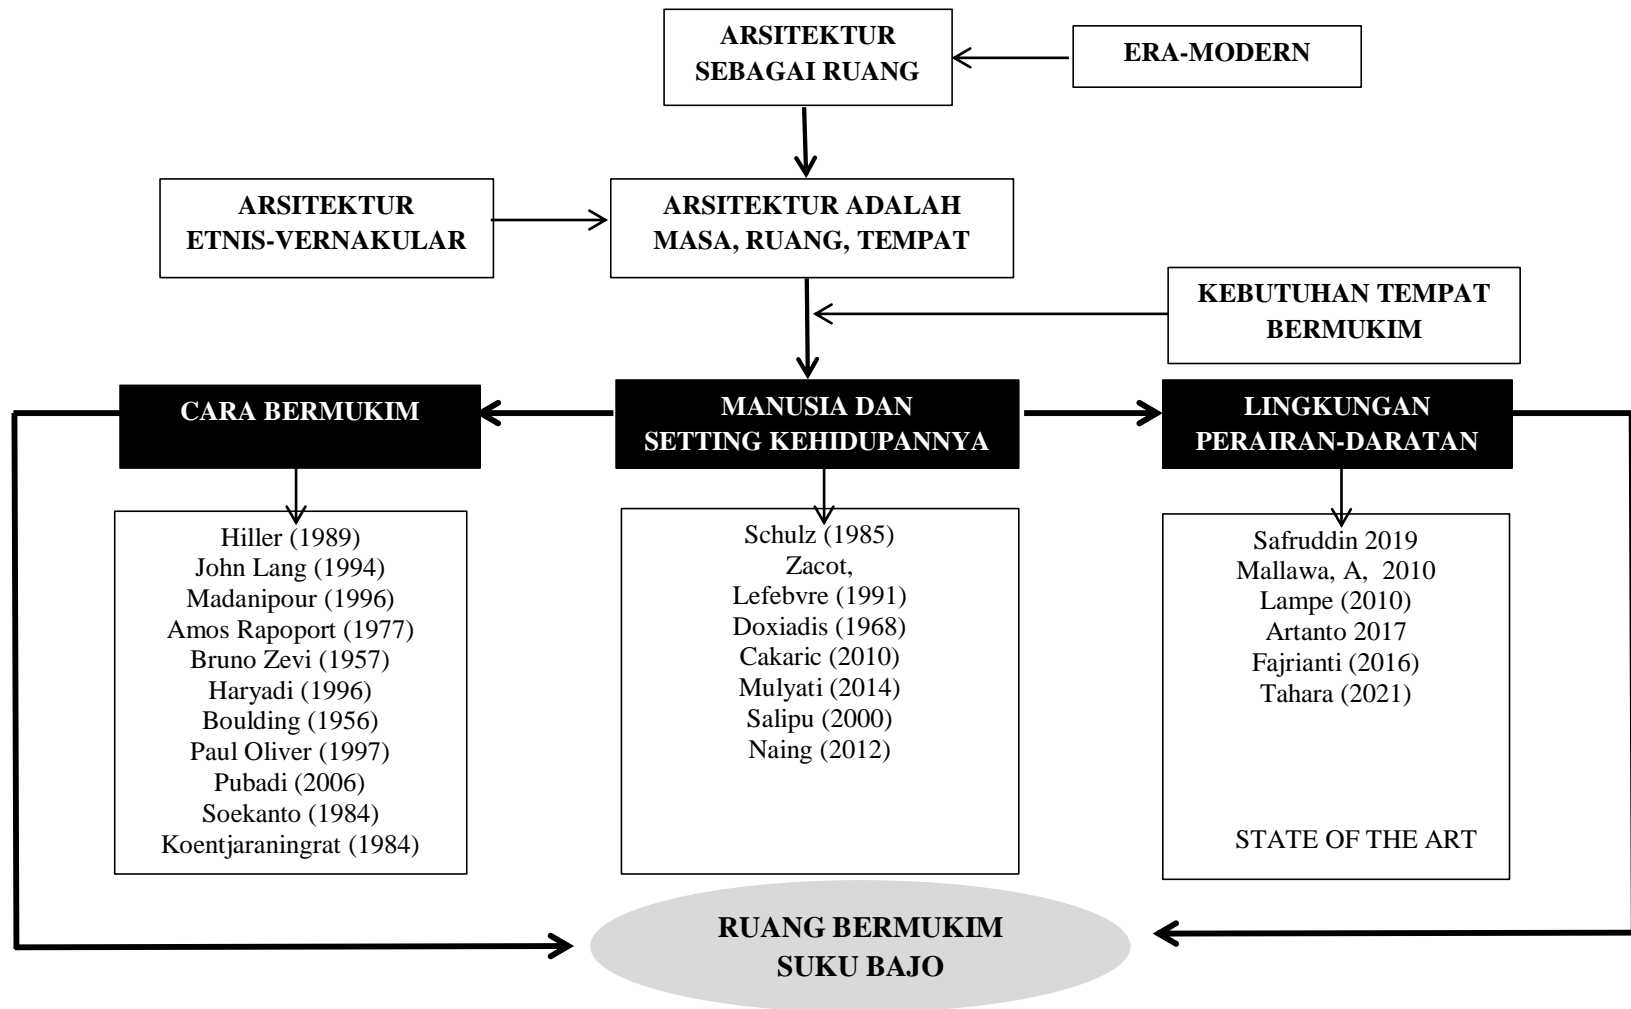 ARSITEKTUR
SEBAGAI RUANG
ERA-MODERN
ARSITEKTUR
ETNIS-VERNAKULAR
ARSITEKTUR ADALAH
MASA, RUANG, TEMPAT
KEBUTUHAN TEMPAT
BERMUKIM
CARA BERMUKIM
MANUSIA DAN
SETTING KEHIDUPANNYA
LINGKUNGAN
PERAIRAN-DARATAN
Hiller (1989)
John Lang (1994)
Madanipour (1996)
Amos Rapoport (1977)
Bruno Zevi (1957)
Haryadi (1996)
Boulding (1956)
Paul Oliver (1997)
Pubadi (2006)
Soekanto (1984)
Koentjaraningrat (1984)
Schulz (1985)
Zacot,
Lefebvre (1991)
Doxiadis (1968)
Cakaric (2010)
Mulyati (2014)
Salipu (2000)
Naing (2012)
Safruddin 2019
Mallawa, A, 2010
Lampe (2010)
Artanto 2017
Fajrianti (2016)
Tahara (2021)
STATE OF THE ART
RUANG BERMUKIM
SUKU BAJO